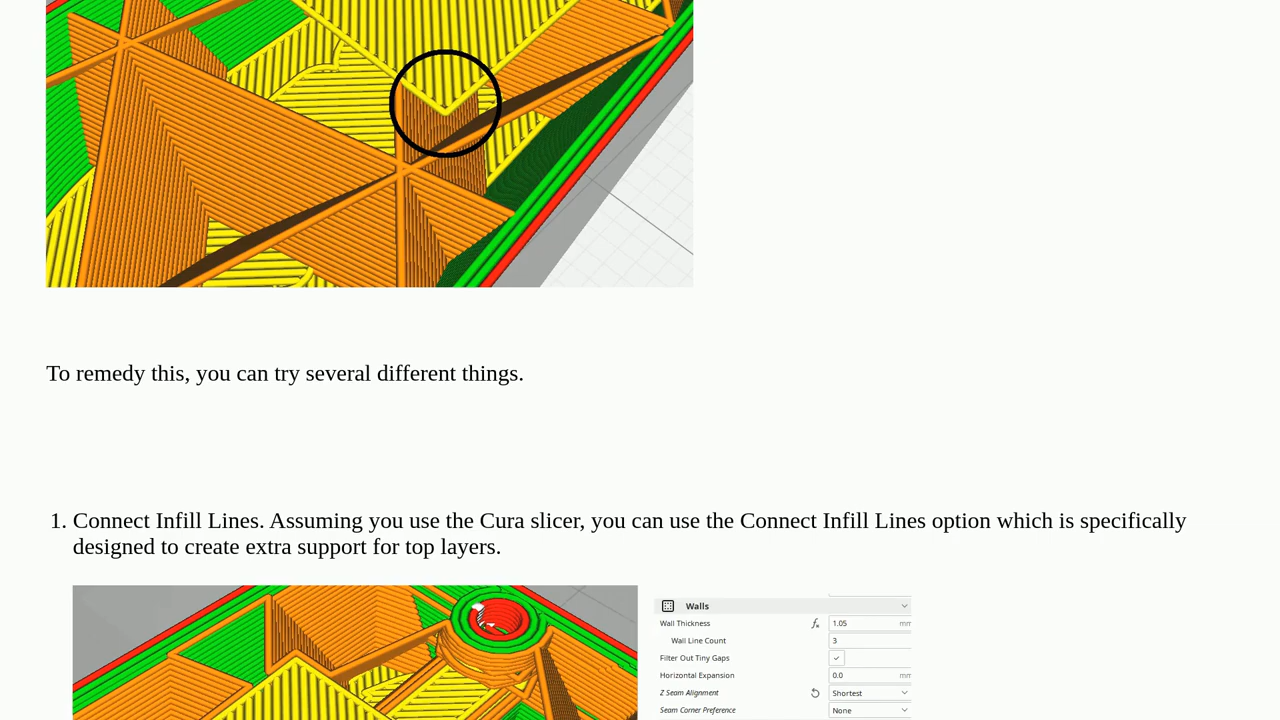 To remedy this, you can try several different things.
1. Connect Infill Lines. Assuming you use the Cura slicer, you can use the Connect Infill Lines option which is specifically
designed to create extra support for top layers.
Walls
Wall Thickness 1.05 mm
Wall Line Count 3
Filter Out Tiny Gaps
Horizontal Expansion 0.0 mm
Z Seam Alignment Shortest
Seam Corner Preference None